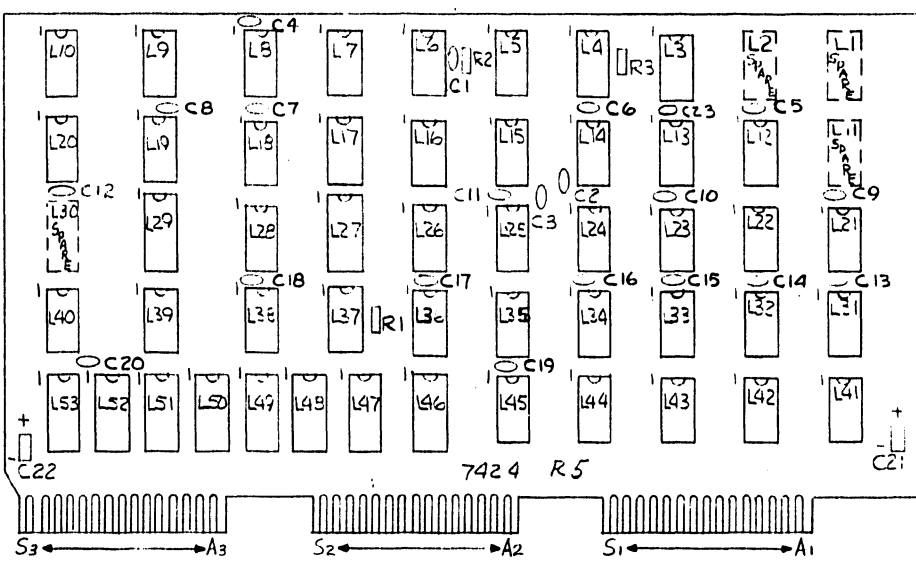 C4
L10 L9 L8 L7 L6 L5 L4 L3 L2 SPARE L1 SPARE
C1 R2 R3
C8 C7 C6 C23 C5
L20 L19 L18 L17 L16 L15 L14 L13 L12 L11 SPARE
C12 C11 C3 C2 C10 C9
L30 SPARE L29 L28 L27 L26 L25 L24 L23 L22 L21
C18 C17 C16 C15 C14 C13
L40 L39 L38 L37 R1 L36 L35 L34 L33 L32 L31
C20 C19
L53 L52 L51 L50 L49 L48 L47 L46 L45 L44 L43 L42 L41
+ - C22 + - C21
7424 R5
S3 A3 S2 A2 S1 A1